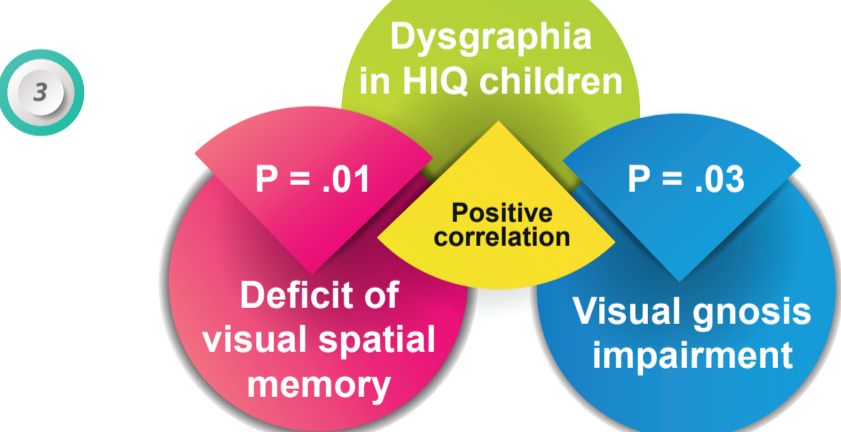 3
Dysgraphia
in HIQ children
P = .01
P = .03
Positive
correlation
Deficit of
visual spatial
memory
Visual gnosis
impairment